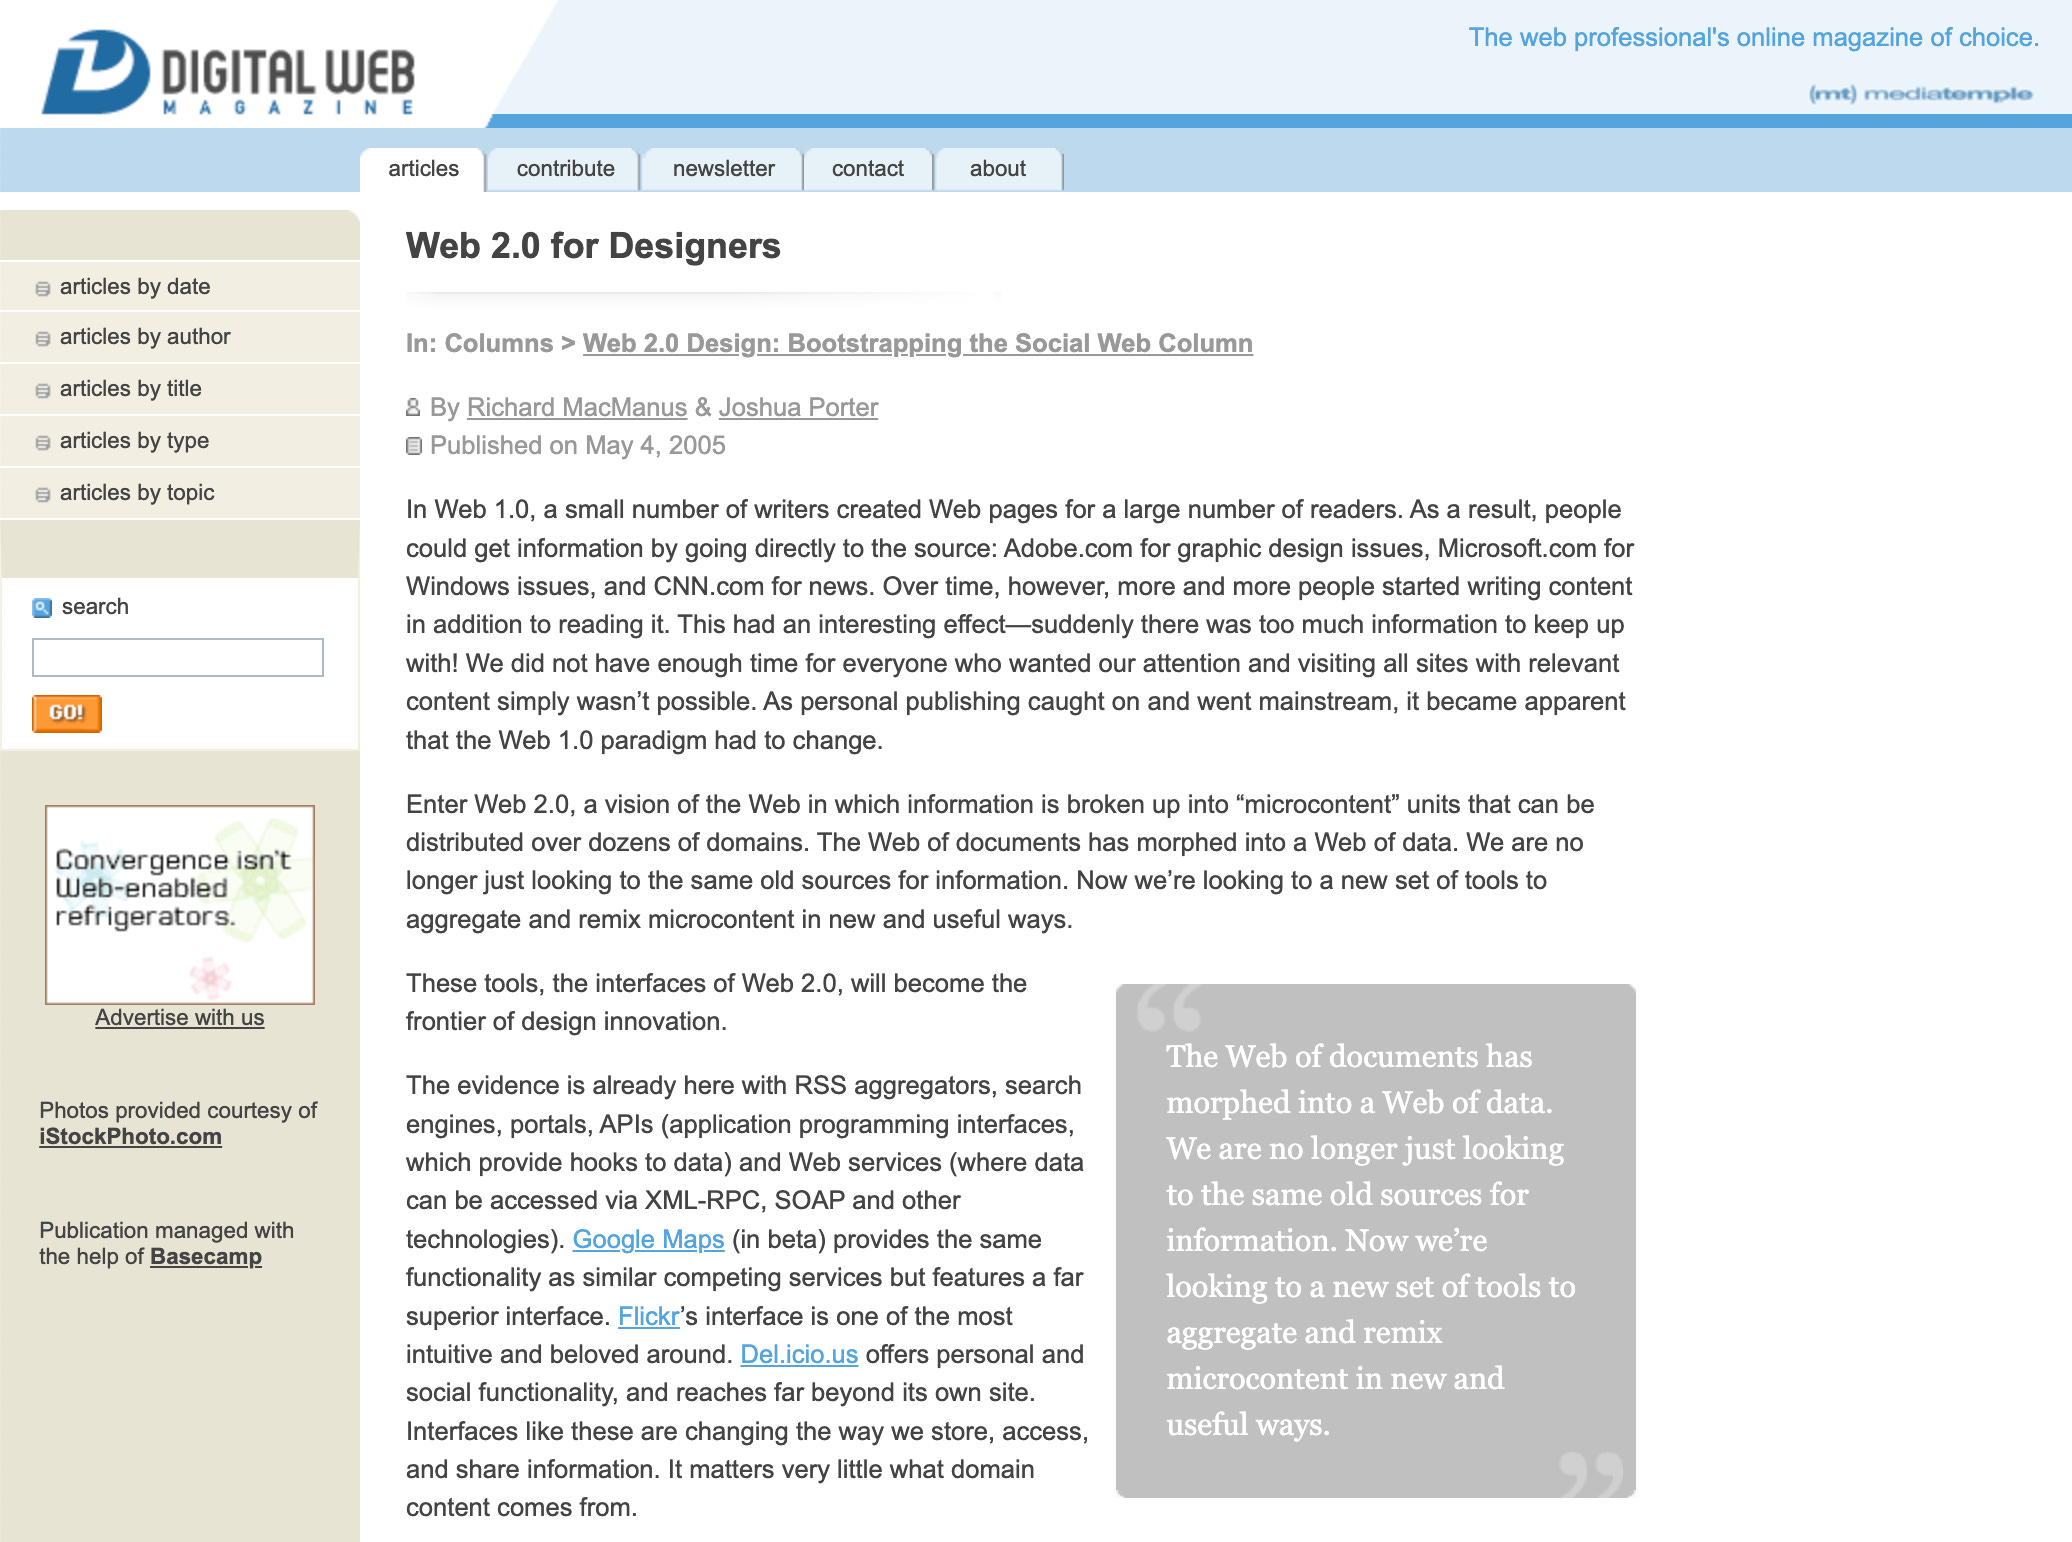 DIGITAL WEB
MAGAZINE
The web professional's online magazine of choice.
(mt) mediatemple
articles
contribute
newsletter
contact
about
articles by date
articles by author
articles by title
articles by type
articles by topic
search
GO!
Convergence isn't
Web-enabled
refrigerators.
Advertise with us
Photos provided courtesy of
iStockPhoto.com
Publication managed with
the help of Basecamp
Web 2.0 for Designers
In: Columns > Web 2.0 Design: Bootstrapping the Social Web Column
By Richard MacManus & Joshua Porter
Published on May 4, 2005
In Web 1.0, a small number of writers created Web pages for a large number of readers. As a result, people
could get information by going directly to the source: Adobe.com for graphic design issues, Microsoft.com for
Windows issues, and CNN.com for news. Over time, however, more and more people started writing content
in addition to reading it. This had an interesting effect—suddenly there was too much information to keep up
with! We did not have enough time for everyone who wanted our attention and visiting all sites with relevant
content simply wasn’t possible. As personal publishing caught on and went mainstream, it became apparent
that the Web 1.0 paradigm had to change.
Enter Web 2.0, a vision of the Web in which information is broken up into “microcontent” units that can be
distributed over dozens of domains. The Web of documents has morphed into a Web of data. We are no
longer just looking to the same old sources for information. Now we’re looking to a new set of tools to
aggregate and remix microcontent in new and useful ways.
These tools, the interfaces of Web 2.0, will become the
frontier of design innovation.
The evidence is already here with RSS aggregators, search
engines, portals, APIs (application programming interfaces,
which provide hooks to data) and Web services (where data
can be accessed via XML-RPC, SOAP and other
technologies). Google Maps (in beta) provides the same
functionality as similar competing services but features a far
superior interface. Flickr’s interface is one of the most
intuitive and beloved around. Del.icio.us offers personal and
social functionality, and reaches far beyond its own site.
Interfaces like these are changing the way we store, access,
and share information. It matters very little what domain
content comes from.
“
The Web of documents has
morphed into a Web of data.
We are no longer just looking
to the same old sources for
information. Now we’re
looking to a new set of tools to
aggregate and remix
microcontent in new and
useful ways.
”